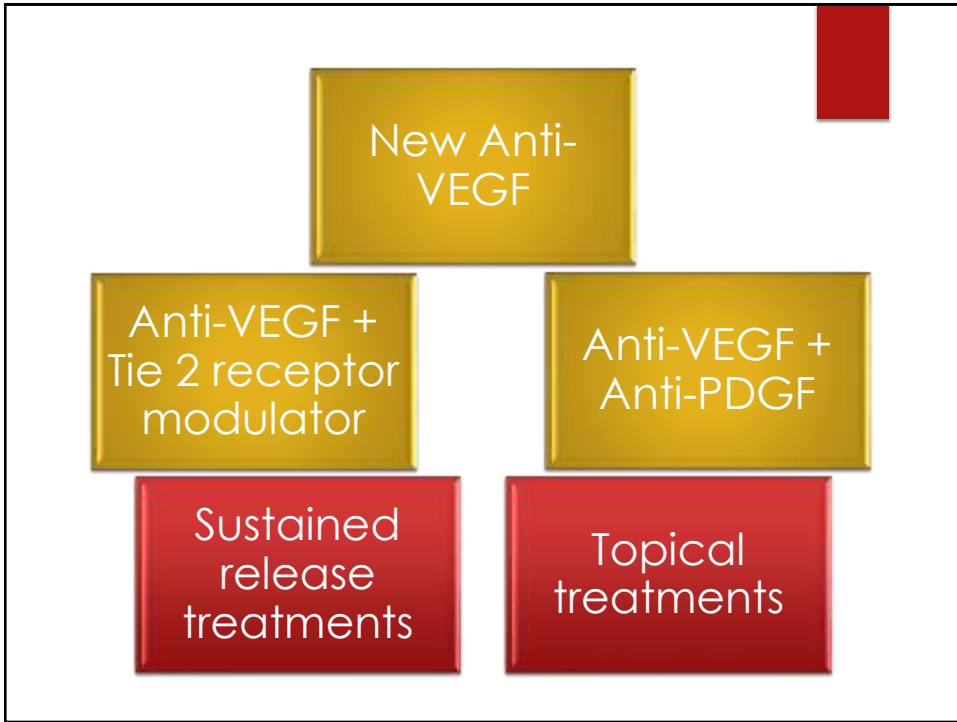 New Anti-
VEGF
Anti-VEGF +
Tie 2 receptor
modulator
Anti-VEGF +
Anti-PDGF
Sustained
release
treatments
Topical
treatments